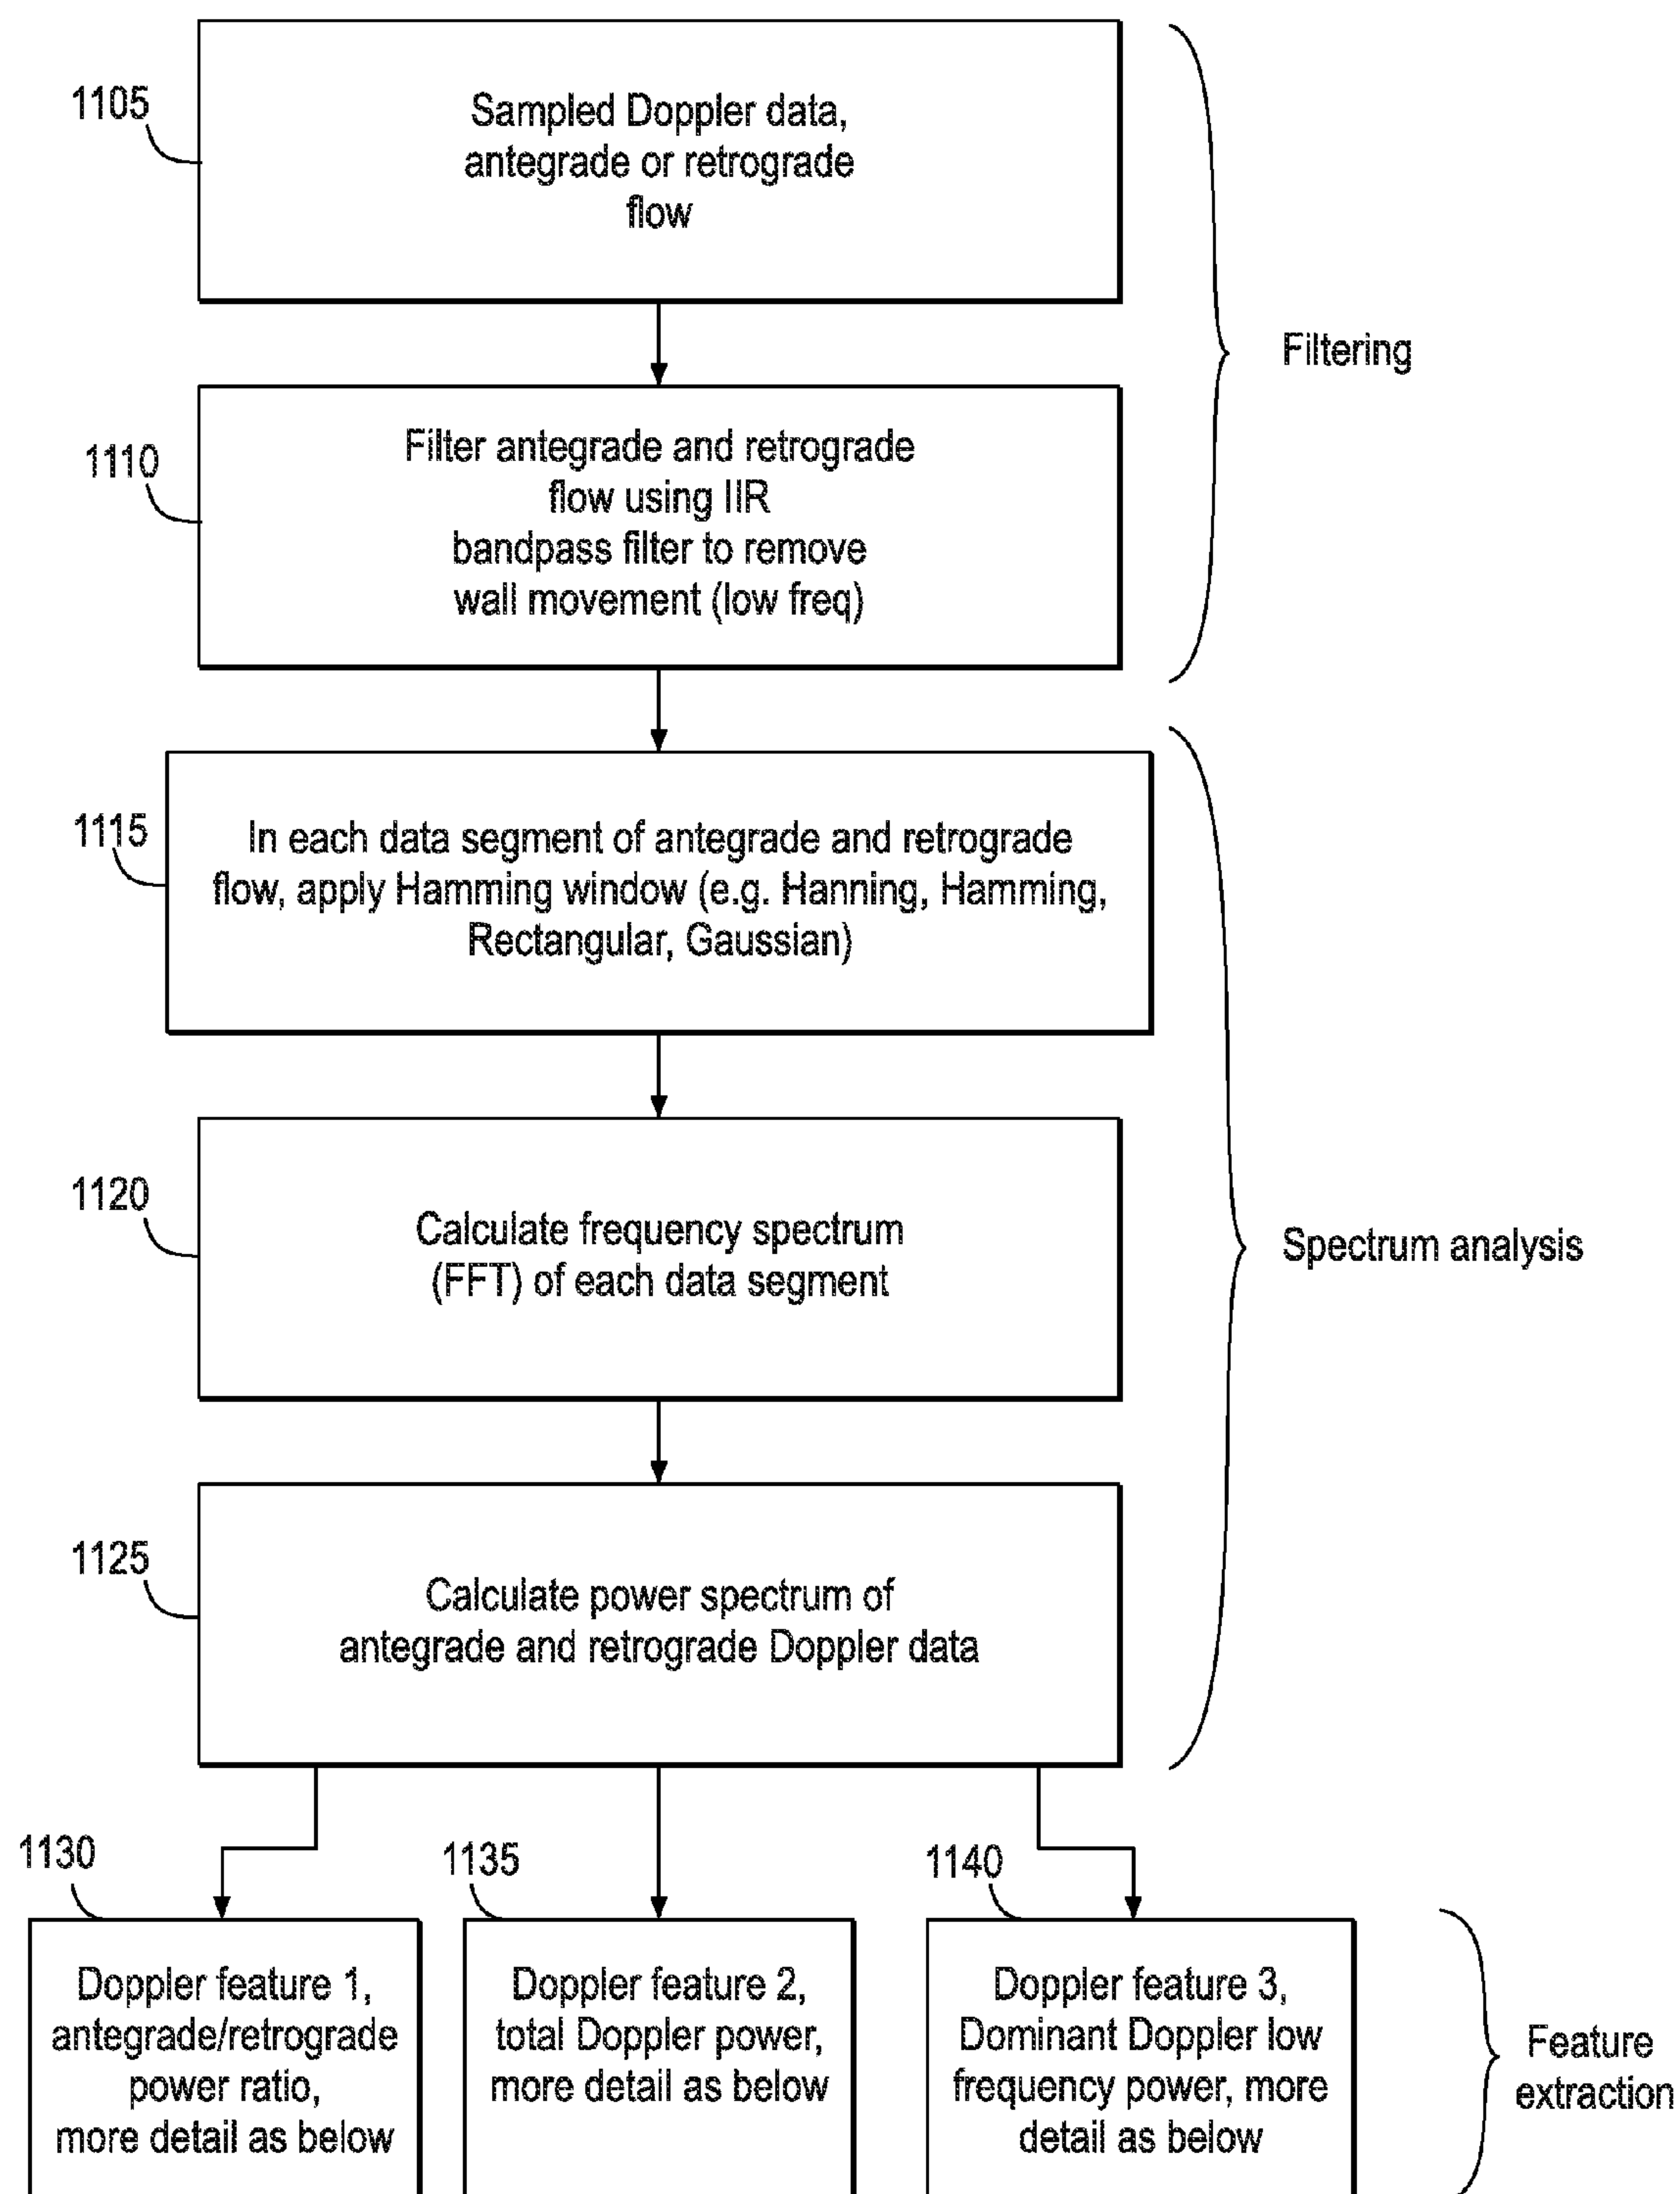 1105
Sampled Doppler data,
antegrade or retrograde
flow
Filtering
1110
Filter antegrade and retrograde
flow using IIR
bandpass filter to remove
wall movement (low freq)
1115
In each data segment of antegrade and retrograde
flow, apply Hamming window (e.g. Hanning, Hamming,
Rectangular, Gaussian)
1120
Calculate frequency spectrum
(FFT) of each data segment
Spectrum analysis
1125
Calculate power spectrum of
antegrade and retrograde Doppler data
1130
Doppler feature 1,
antegrade/retrograde
power ratio,
more detail as below
1135
Doppler feature 2,
total Doppler power,
more detail as below
1140
Doppler feature 3,
Dominant Doppler low
frequency power, more
detail as below
Feature
extraction